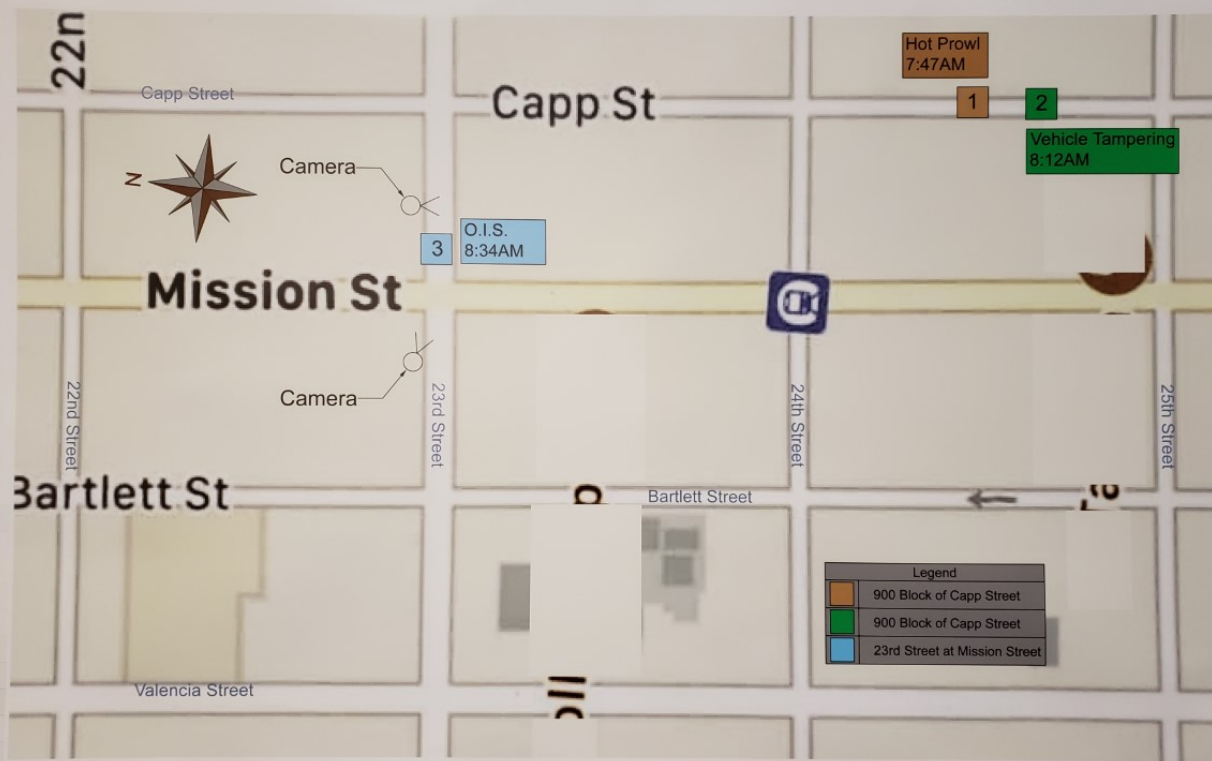 22n
Hot Prowl
7:47AM
Capp Street
Capp St
1
2
Vehicle Tampering
8:12AM
Camera
N
O.I.S.
8:34AM
3
Mission St
22nd Street
Camera
23rd Street
24th Street
25th Street
Bartlett St
Bartlett Street
Legend
900 Block of Capp Street
900 Block of Capp Street
23rd Street at Mission Street
Valencia Street